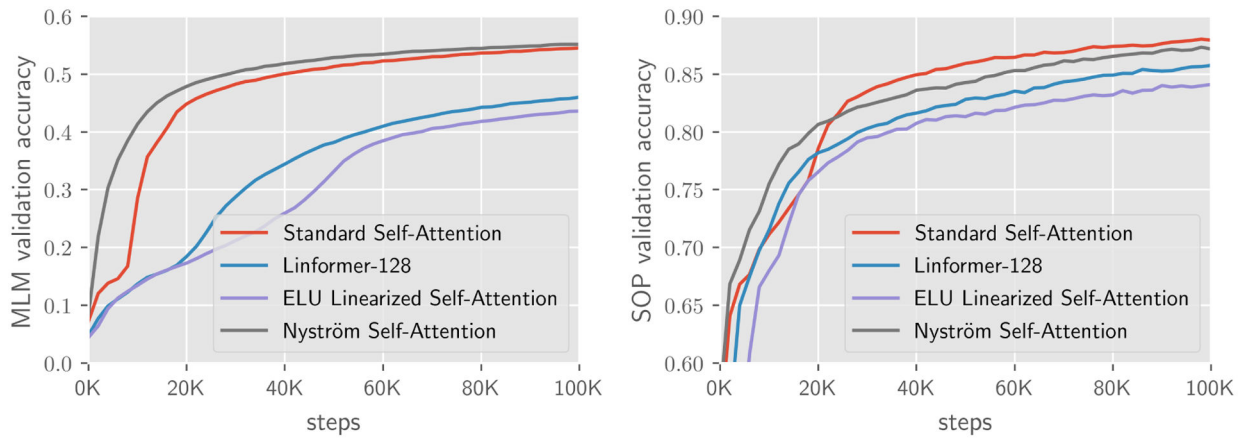 MLM validation accuracy
0.6
0.5
0.4
0.3
0.2
0.1
0.0
Standard Self-Attention
Linformer-128
ELU Linearized Self-Attention
Nyström Self-Attention
0K 20K 40K 60K 80K 100K
steps
SOP validation accuracy
0.90
0.85
0.80
0.75
0.70
0.65
0.60
Standard Self-Attention
Linformer-128
ELU Linearized Self-Attention
Nyström Self-Attention
0K 20K 40K 60K 80K 100K
steps